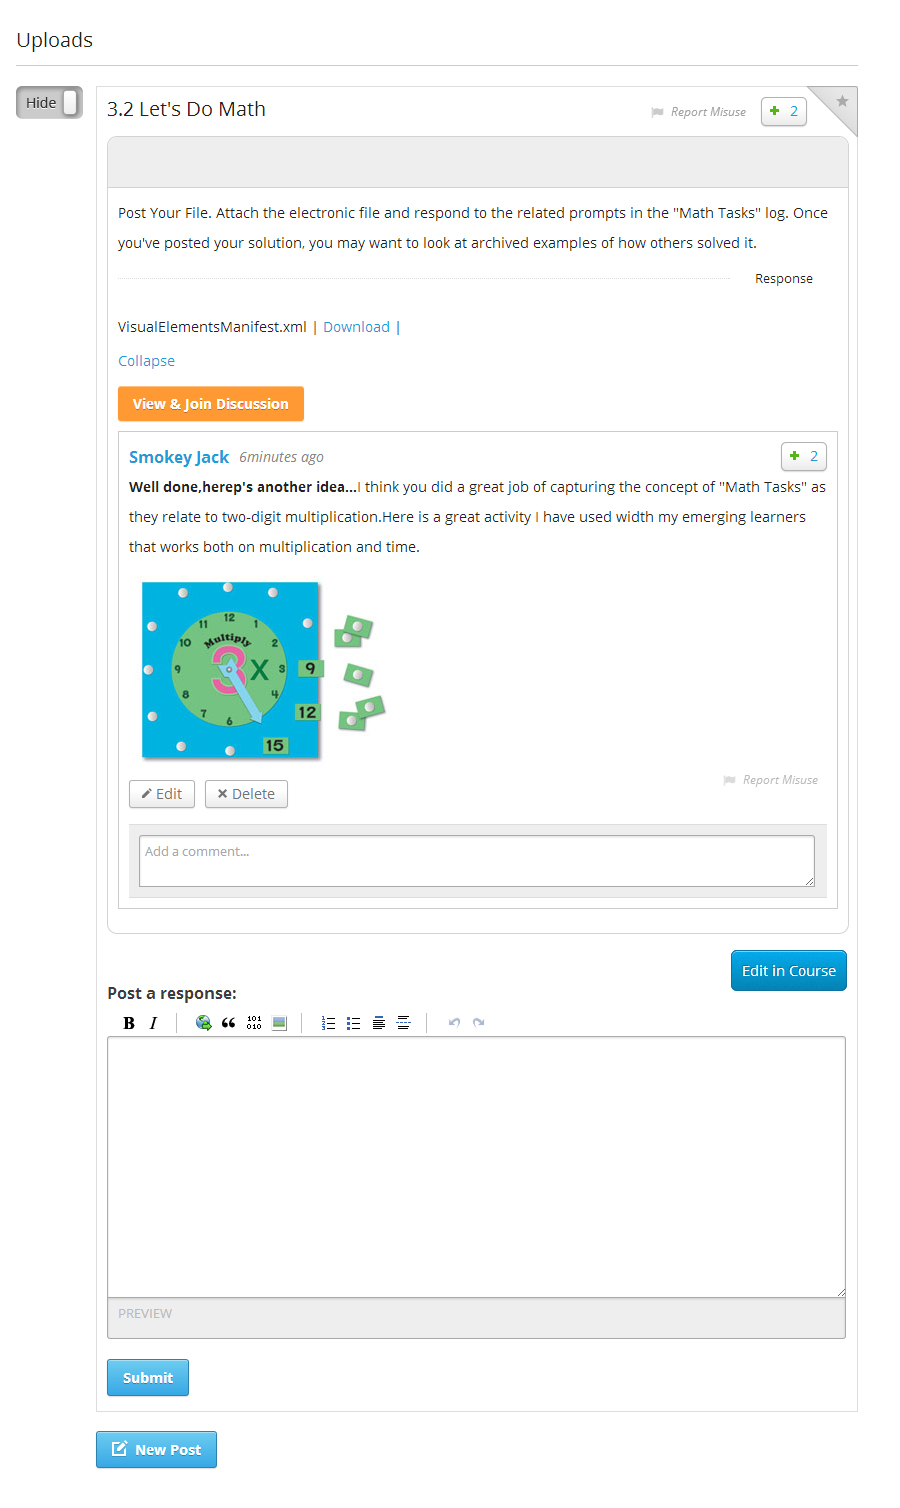 Uploads
Hide
3.2 Let's Do Math
Report Misuse
2
Post Your File. Attach the electronic file and respond to the related prompts in the "Math Tasks" log. Once
you've posted your solution, you may want to look at archived examples of how others solved it.
Response
VisualElementsManifest.xml | Download |
Collapse
View & Join Discussion
Smokey Jack 6minutes ago
2
Well done,herep's another idea...I think you did a great job of capturing the concept of "Math Tasks" as
they relate to two-digit multiplication.Here is a great activity I have used width my emerging learners
that works both on multiplication and time.
12
11 1
Multiply
10 2
9 3 X 3 9
8 4
7 6 12
15
Report Misuse
Edit
Delete
Add a comment...
Edit in Course
Post a response:
B I
101
010
PREVIEW
Submit
New Post